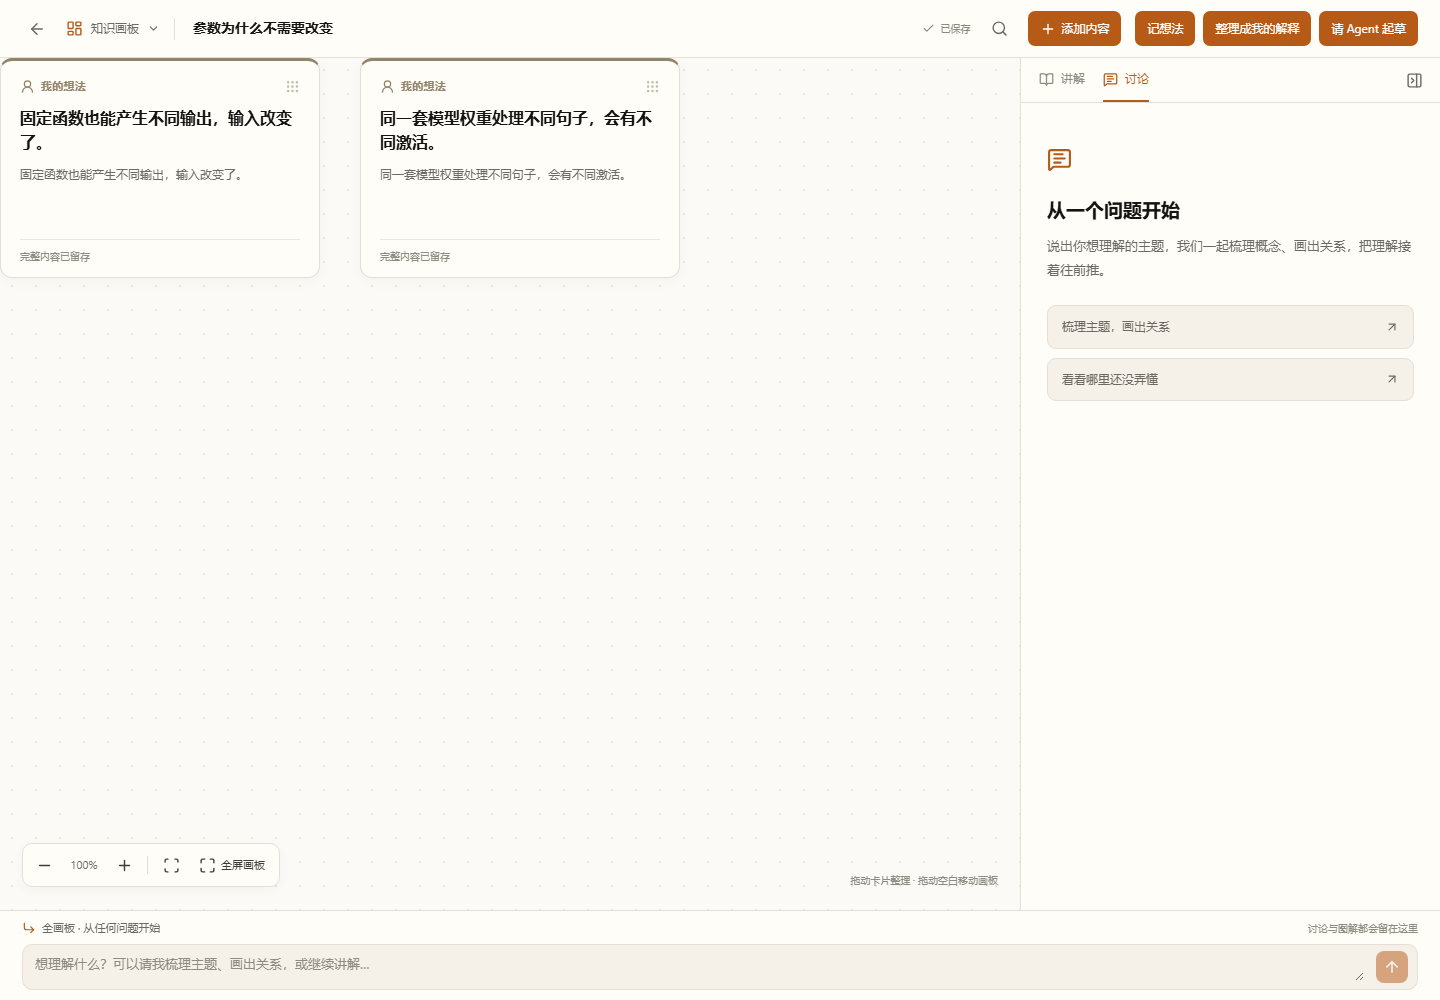 知识画板
参数为什么不需要改变
已保存
添加内容
记想法
整理成我的解释
请 Agent 起草
我的想法
固定函数也能产生不同输出，输入改变
了。
固定函数也能产生不同输出，输入改变了。
完整内容已留存
我的想法
同一套模型权重处理不同句子，会有不
同激活。
同一套模型权重处理不同句子，会有不同激活。
完整内容已留存
讲解
讨论
从一个问题开始
说出你想理解的主题，我们一起梳理概念、画出关系，把理解接
着往前推。
梳理主题，画出关系
看看哪里还没弄懂
100%
全屏画板
拖动卡片整理 · 拖动空白移动画板
全画板 · 从任何问题开始
讨论与图解都会留在这里
想理解什么？可以请我梳理主题、画出关系，或继续讲解...